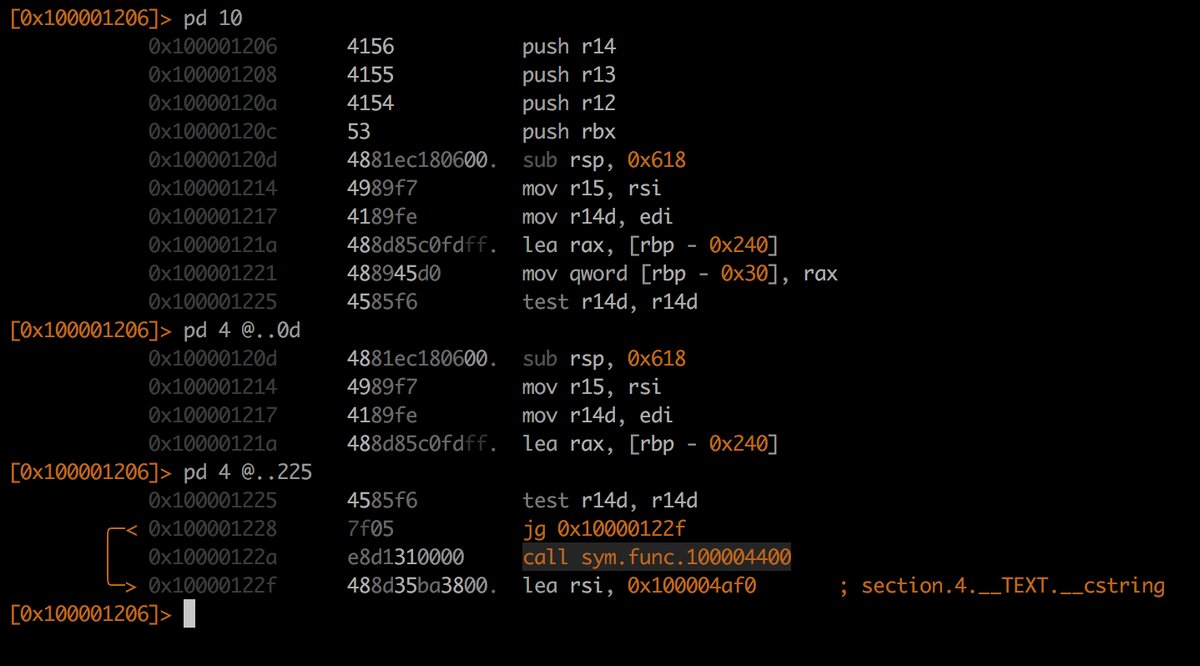 [0x100001206]> pd 10
0x100001206 4156 push r14
0x100001208 4155 push r13
0x10000120a 4154 push r12
0x10000120c 53 push rbx
0x10000120d 4881ec180600. sub rsp, 0x618
0x100001214 4989f7 mov r15, rsi
0x100001217 4189fe mov r14d, edi
0x10000121a 488d85c0fdff. lea rax, [rbp - 0x240]
0x100001221 488945d0 mov qword [rbp - 0x30], rax
0x100001225 4585f6 test r14d, r14d
[0x100001206]> pd 4 @..0d
0x10000120d 4881ec180600. sub rsp, 0x618
0x100001214 4989f7 mov r15, rsi
0x100001217 4189fe mov r14d, edi
0x10000121a 488d85c0fdff. lea rax, [rbp - 0x240]
[0x100001206]> pd 4 @..225
0x100001225 4585f6 test r14d, r14d
< 0x100001228 7f05 jg 0x10000122f
0x10000122a e8d1310000 call sym.func.100004400
> 0x10000122f 488d35ba3800. lea rsi, 0x100004af0 ; section.4.__TEXT.__cstring
[0x100001206]>